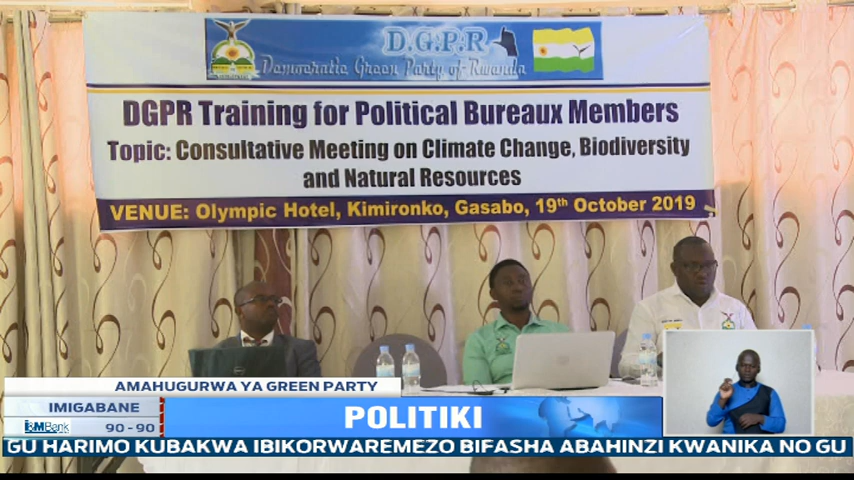 D.G.P.R
Democratic Green Party of Rwanda
DGPR Training for Political Bureaux Members
Topic: Consultative Meeting on Climate Change, Biodiversity
and Natural Resources
VENUE: Olympic Hotel, Kimironko, Gasabo, 19th October 2019
AMAHUGURWA YA GREEN PARTY
IMIGABANE
I&M Bank
90 - 90
POLITIKI
GU HARIMO KUBAKWA IBIKORWAREMEZO BIFASHA ABAHINZI KWANIKA NO GU